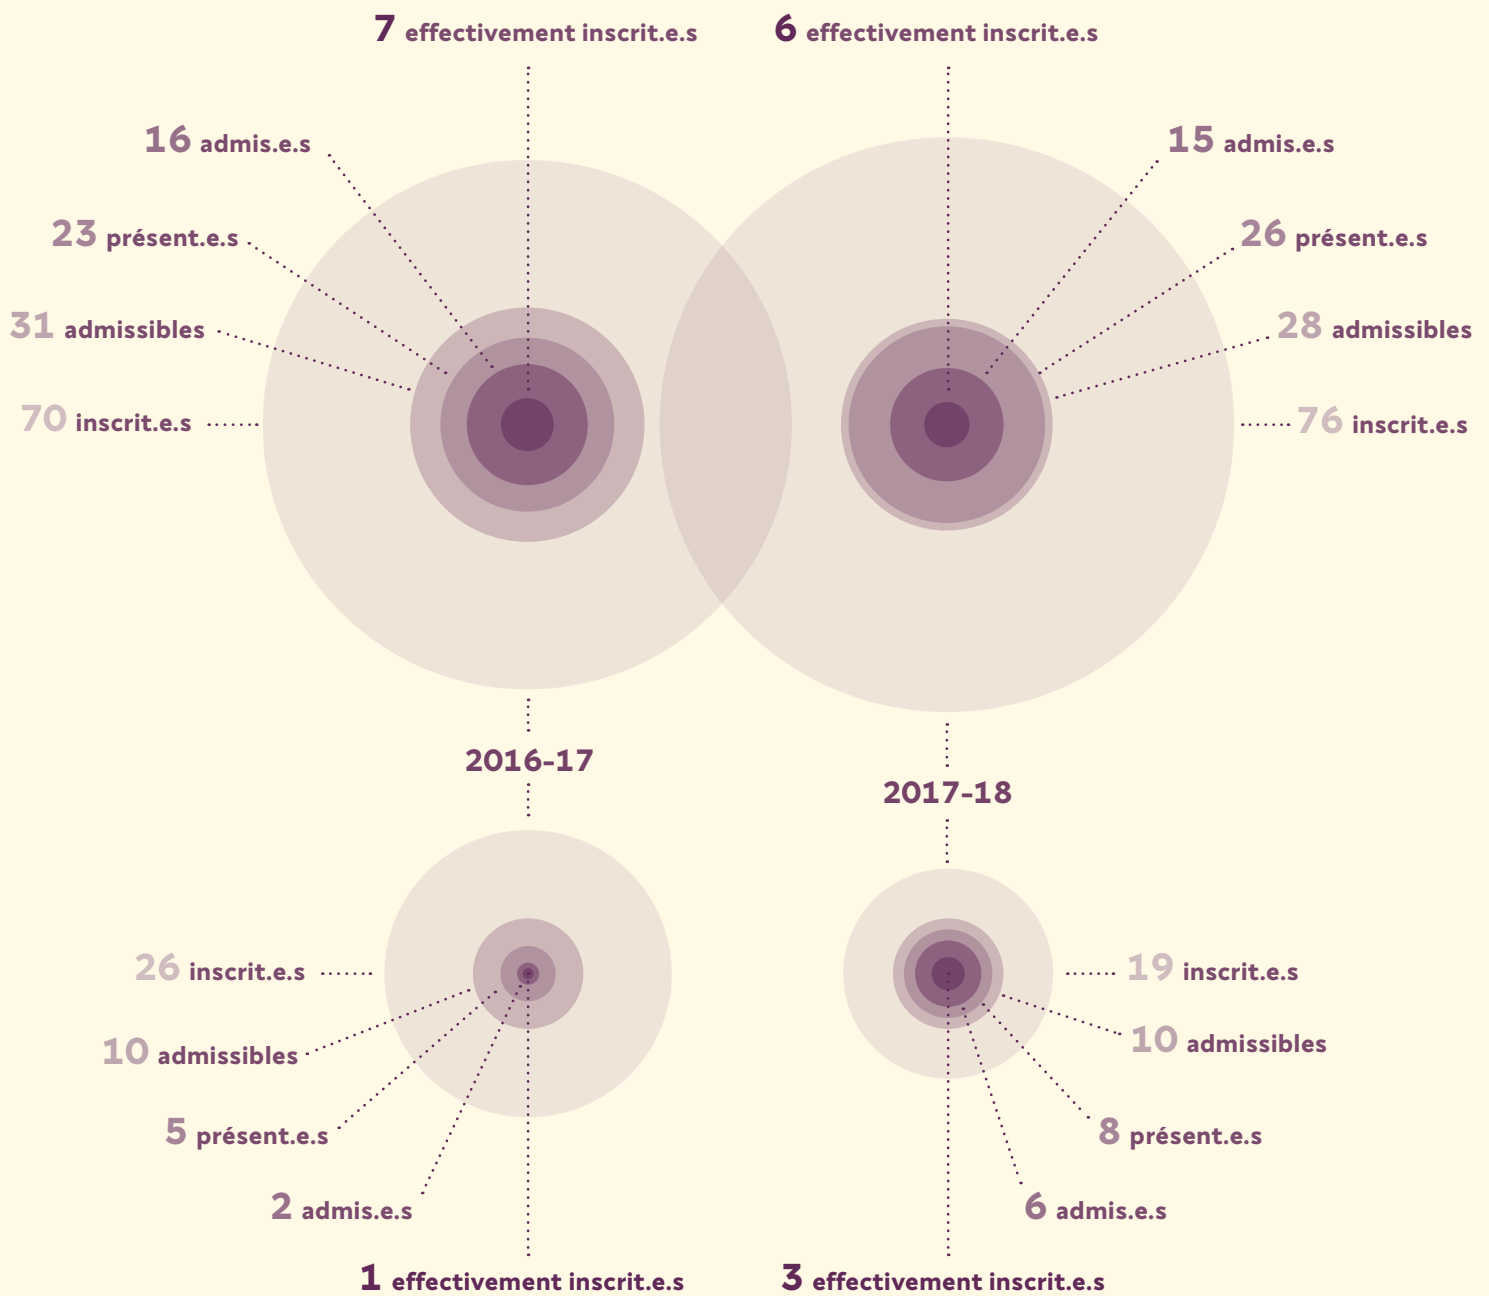 7 effectivement inscrit.e.s
6 effectivement inscrit.e.s
16 admis.e.s
15 admis.e.s
23 présent.e.s
26 présent.e.s
31 admissibles
28 admissibles
70 inscrit.e.s
76 inscrit.e.s
2016-17
2017-18
26 inscrit.e.s
19 inscrit.e.s
10 admissibles
10 admissibles
5 présent.e.s
8 présent.e.s
2 admis.e.s
6 admis.e.s
1 effectivement inscrit.e.s
3 effectivement inscrit.e.s